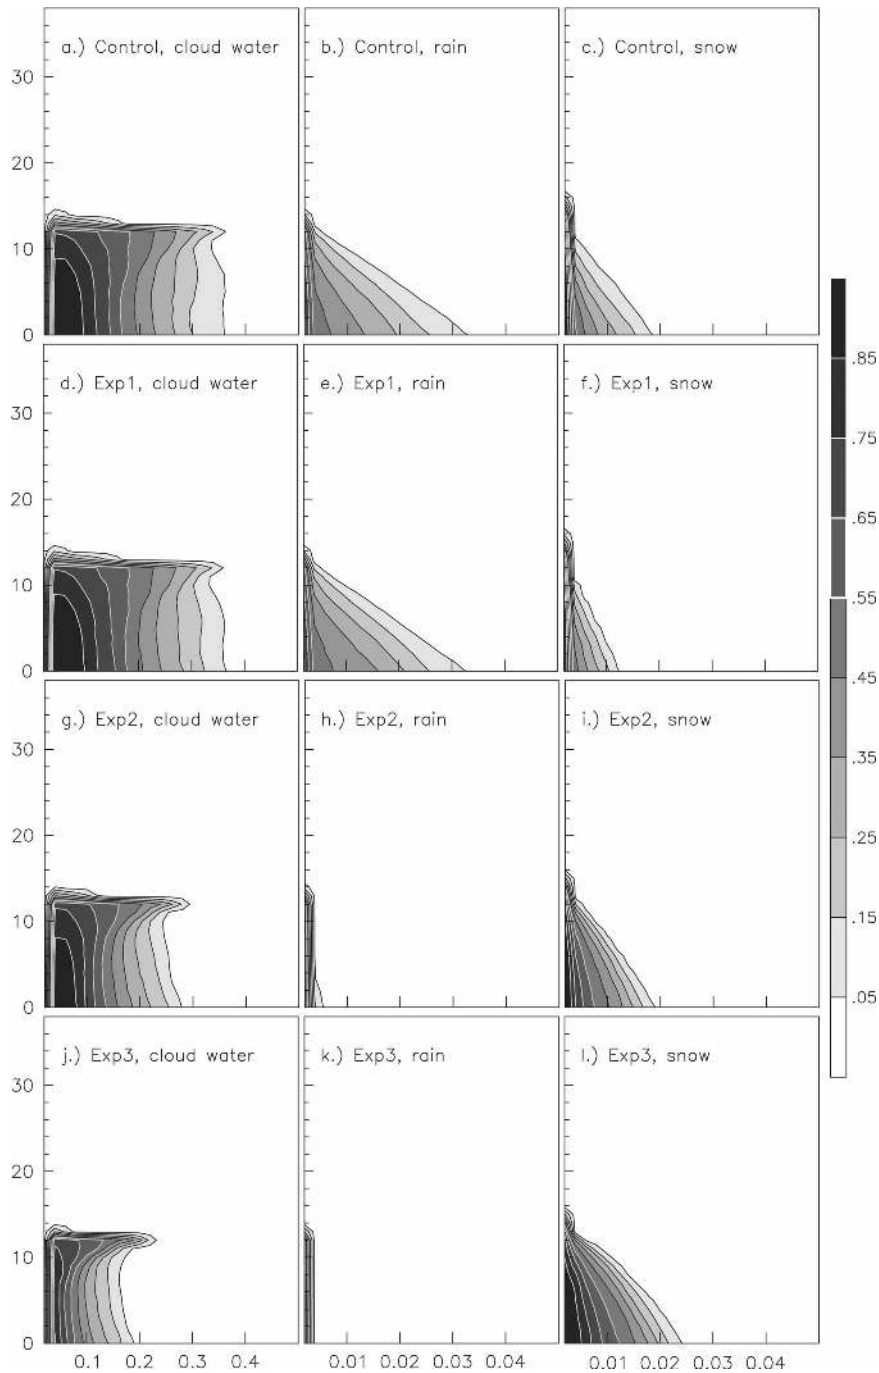 a.) Control, cloud water
b.) Control, rain
c.) Control, snow
30
20
10
0
d.) Exp1, cloud water
e.) Exp1, rain
f.) Exp1, snow
30
20
10
0
g.) Exp2, cloud water
h.) Exp2, rain
i.) Exp2, snow
30
20
10
0
j.) Exp3, cloud water
k.) Exp3, rain
l.) Exp3, snow
30
20
10
0
0.1 0.2 0.3 0.4
0.01 0.02 0.03 0.04
0.01 0.02 0.03 0.04
.85
.75
.65
.55
.45
.35
.25
.15
.05